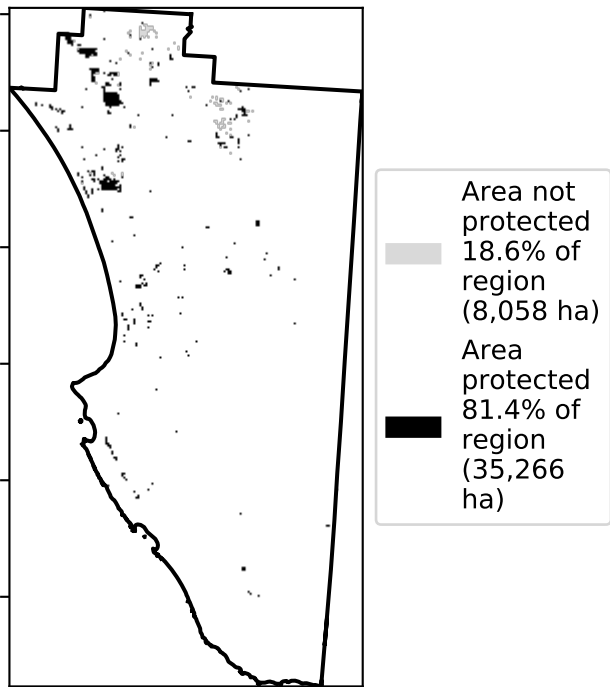 Area not
protected
18.6% of
region
(8,058 ha)
Area
protected
81.4% of
region
(35,266
ha)